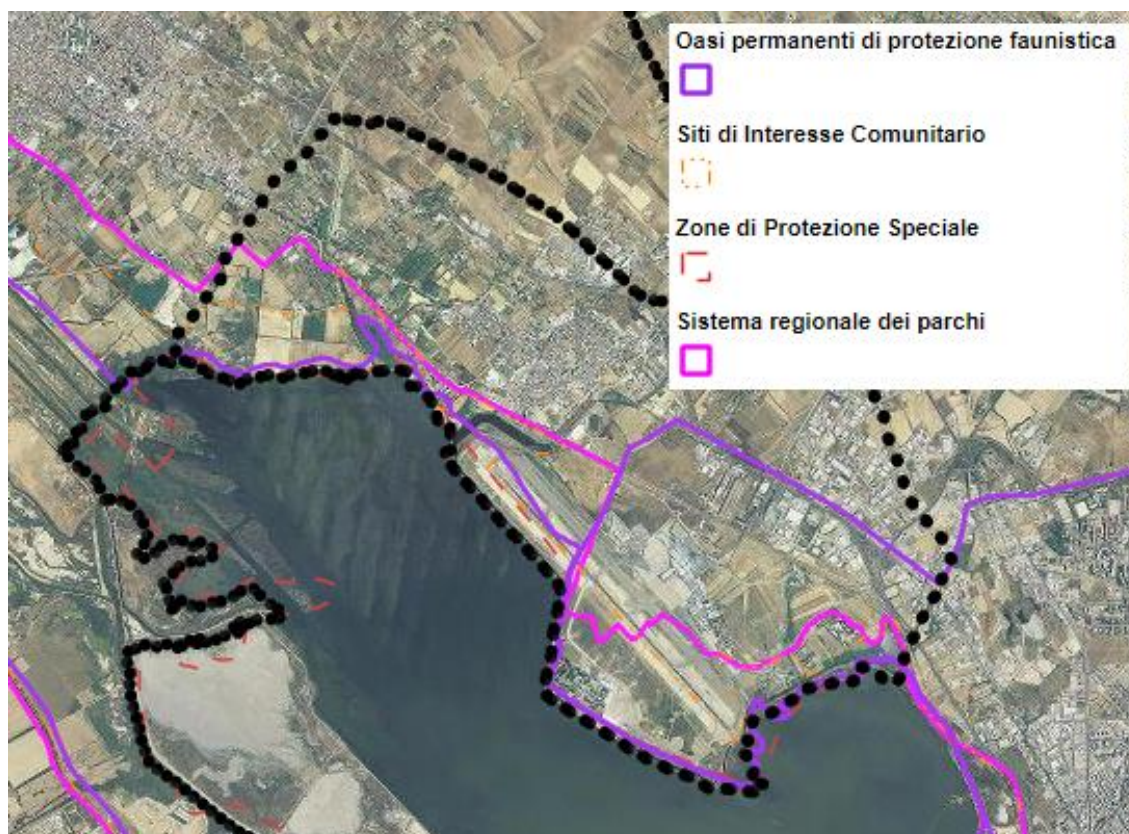 Oasi permanenti di protezione faunistica
Siti di Interesse Comunitario
Zone di Protezione Speciale
Sistema regionale dei parchi